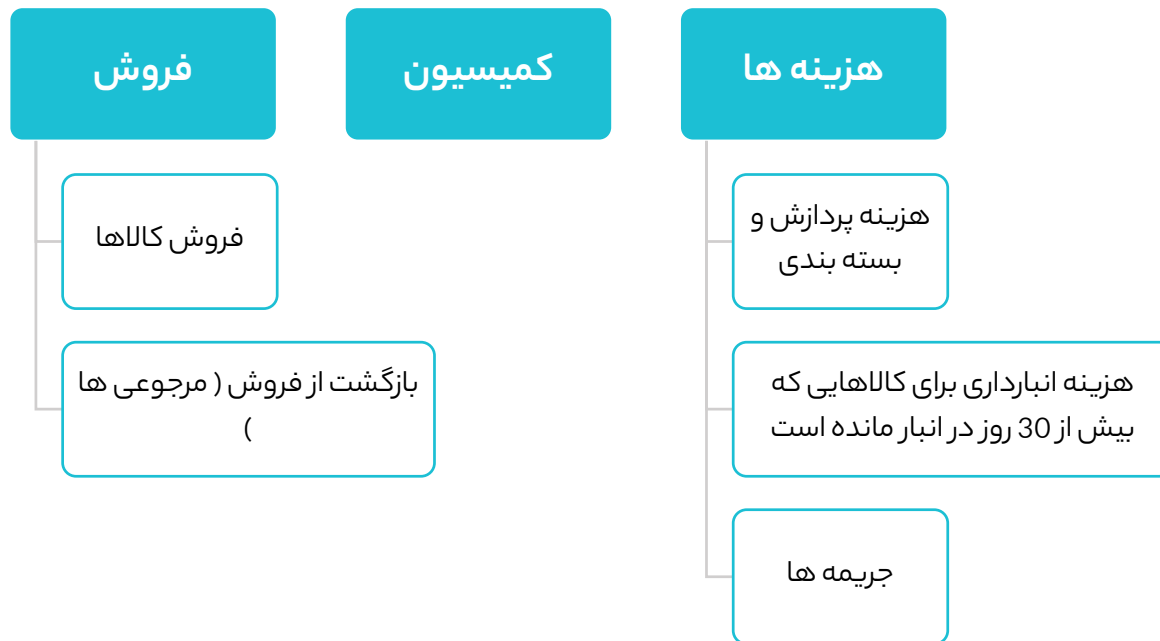 فروش
کمیسیون
هزینه ها
فروش کالاها
بازگشت از فروش ( مرجوعی ها
)
هزینه پردازش و
بسته بندی
هزینه انبارداری برای کالاهایی که
بیش از 30 روز در انبار مانده است
جریمه ها